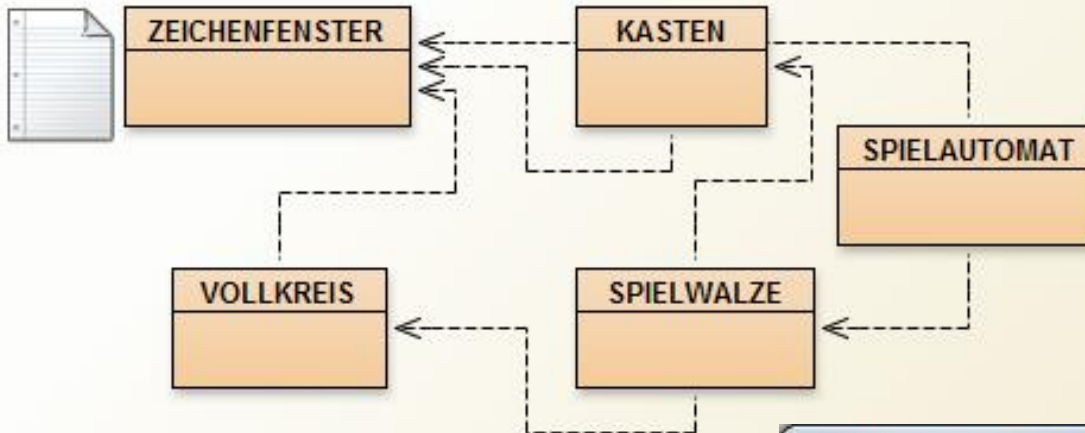 ZEICHENFENSTER
KASTEN
SPIELAUTOMAT
VOLLKREIS
SPIELWALZE